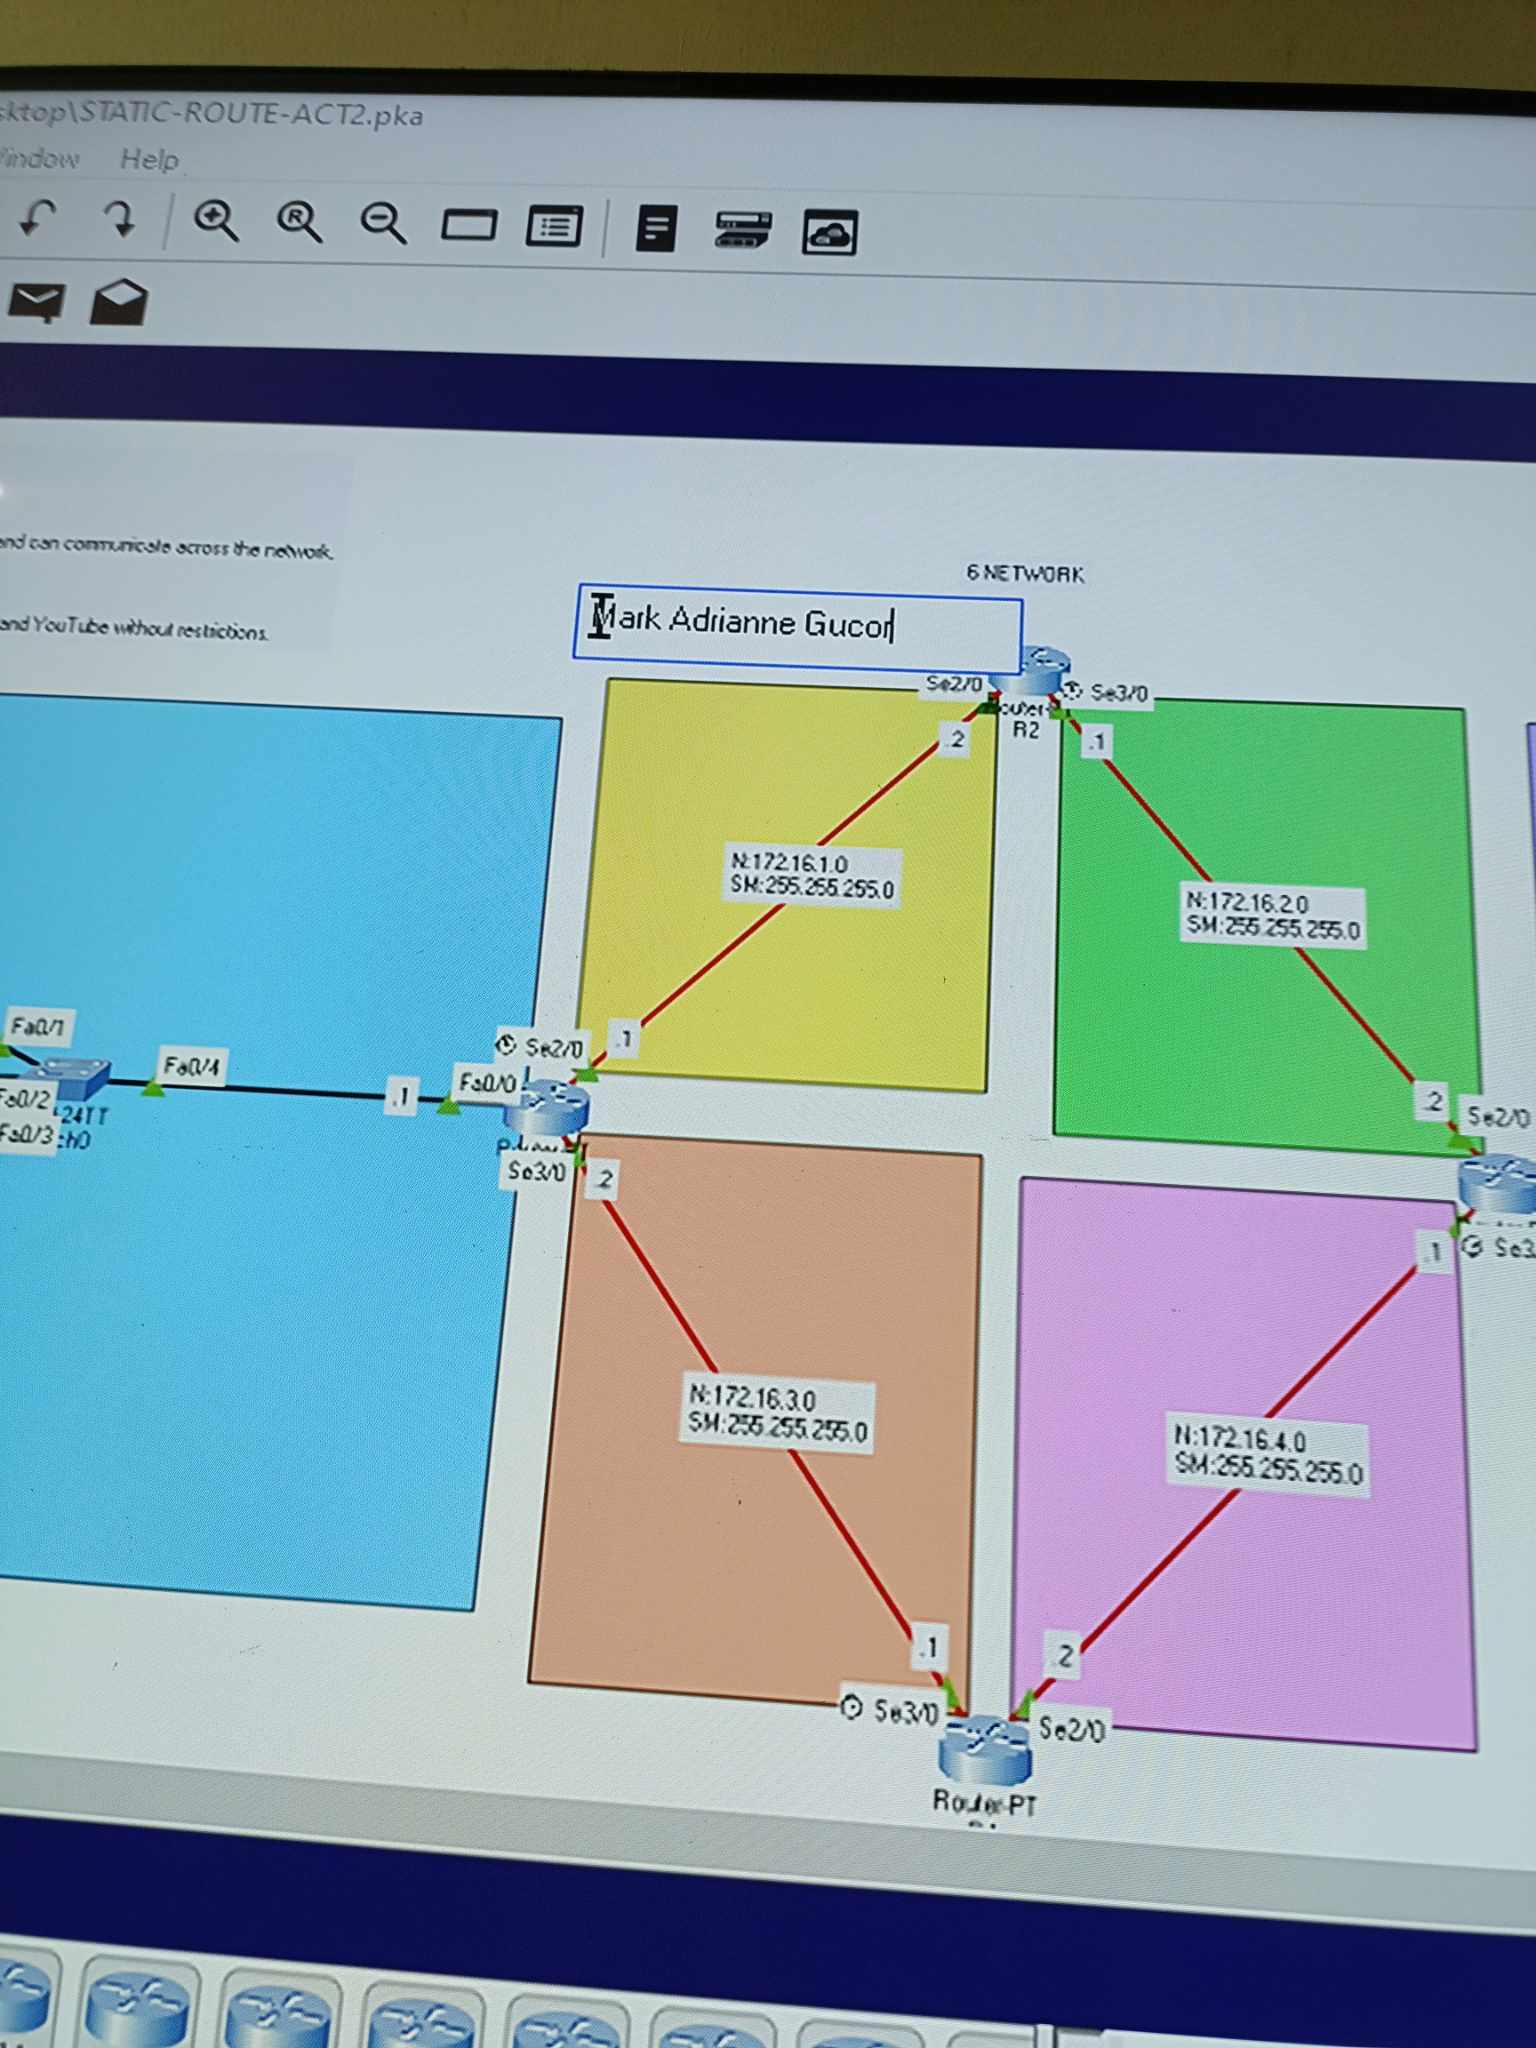 sktop\STATIC-ROUTE-ACT2.pka
Window Help
and can communicate across the network.
and YouTube without restrictions.
6 NETWORK
Mark Adrianne Gucor
Se2/0
Se3/0
R2
.2
.1
N:172.16.1.0
SM:255.255.255.0
N:172.16.2.0
SM:255.255.255.0
Fa0/1
Fa0/4
.1
Fa0/0
Se2/0
.1
.2
Se2/0
Fa0/2
24TT
Fa0/3
ch0
Se3/0
.2
.1
Se3
N:172.16.3.0
SM:255.255.255.0
N:172.16.4.0
SM:255.255.255.0
.1
.2
Se3/0
Se2/0
Router-PT